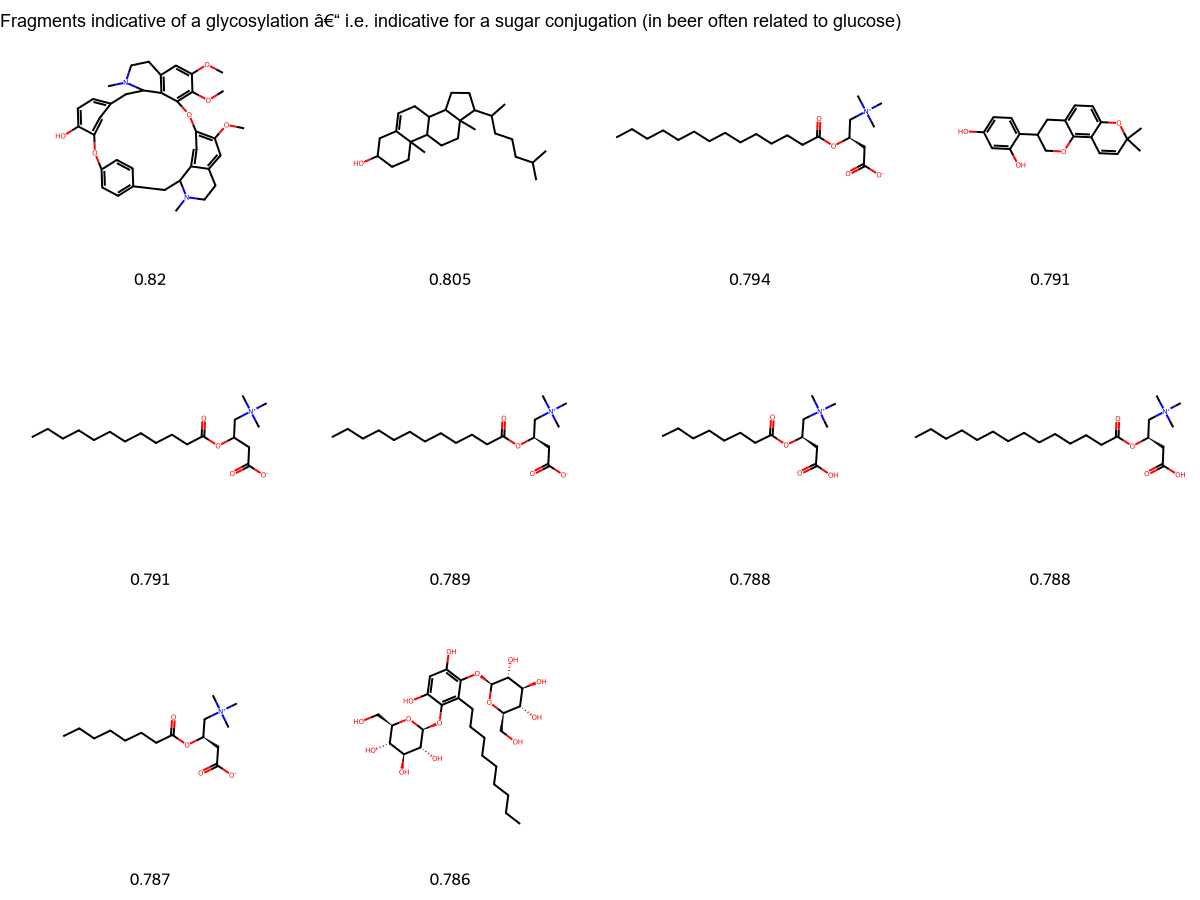 Fragments indicative of a glycosylation â€“ i.e. indicative for a sugar conjugation (in beer often related to glucose)
0.82 0.805 0.794 0.791
0.791 0.789 0.788 0.788
0.787 0.786